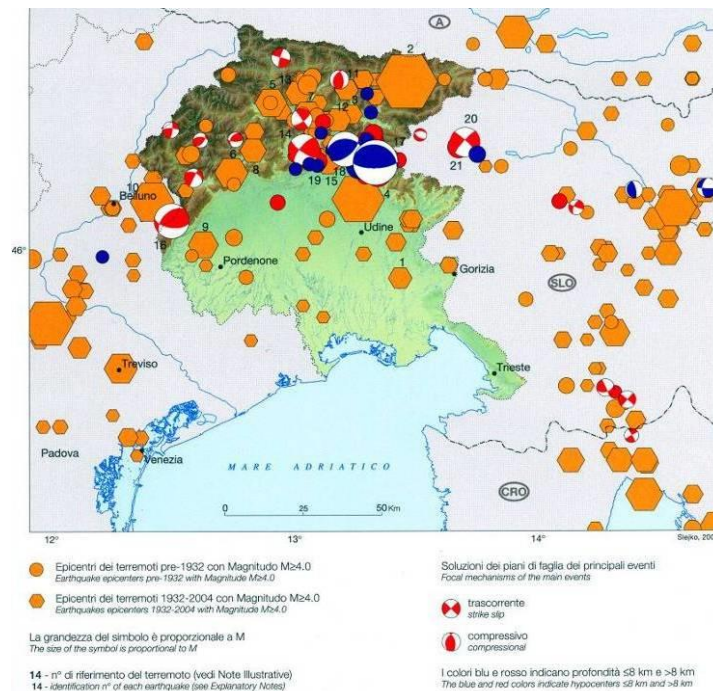 A
2
11
13
5
3
7
12
14
17
20
21
6
8
18
19
15
4
10
Belluno
16
9
Udine
46°
Pordenone
1
Gorizia
SLO
Treviso
Trieste
Padova
Venezia
MARE ADRIATICO
CRO
0 25 50 Km
12° 13° 14° Slejko, 200
Epicentri dei terremoti pre-1932 con Magnitudo M≥4.0
Earthquake epicenters pre-1932 with Magnitude M≥4.0
Epicentri dei terremoti 1932-2004 con Magnitudo M≥4.0
Earthquakes epicenters 1932-2004 with Magnitude M≥4.0
La grandezza del simbolo è proporzionale a M
The size of the symbol is proportional to M
14 - n° di riferimento del terremoto (vedi Note Illustrative)
14 - identification n° of each earthquake (see Explanatory Notes)
Soluzioni dei piani di faglia dei principali eventi
Focal mechanisms of the main events
trascorrente
strike slip
compressivo
compressional
I colori blu e rosso indicano profondità ≤8 km e >8 km
The blue and red colors indicate hypocenters ≤8 km and >8 km